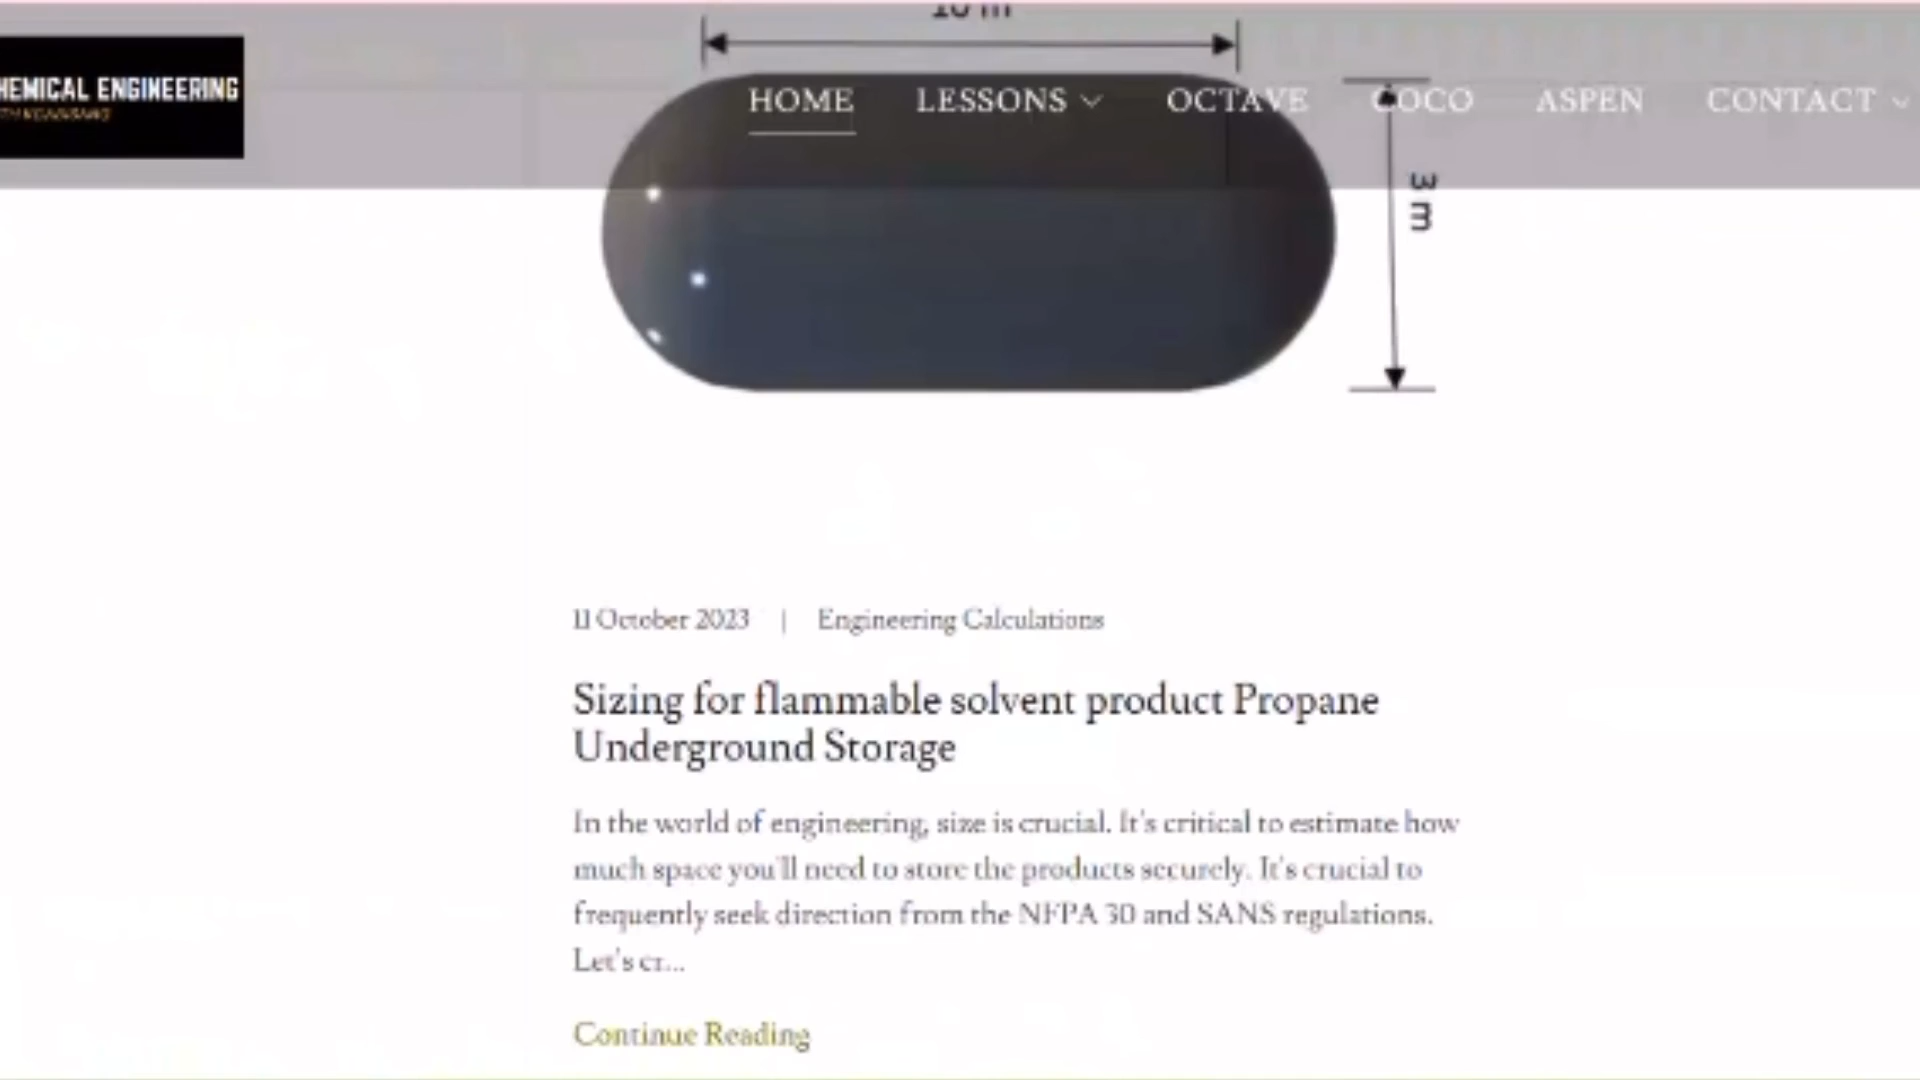 10 m
HEMICAL ENGINEERING
HOME LESSONS OCTAVE COCO ASPEN CONTACT
3 m
11 October 2023 | Engineering Calculations
Sizing for flammable solvent product Propane
Underground Storage
In the world of engineering, size is crucial. It's critical to estimate how
much space you'll need to store the products securely. It's crucial to
frequently seek direction from the NFPA 30 and SANS regulations.
Let's cr...
Continue Reading